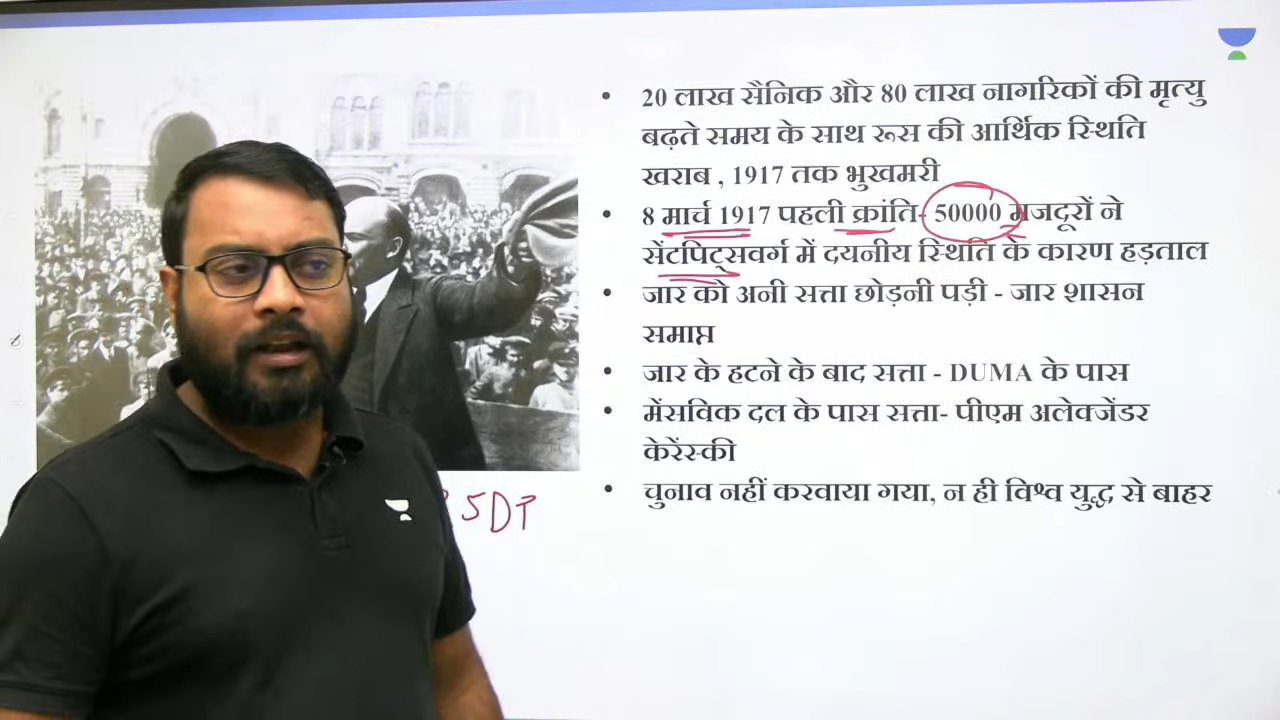 • 20 लाख सैनिक और 80 लाख नागरिकों की मृत्यु
बढ़ते समय के साथ रूस की आर्थिक स्थिति
खराब , 1917 तक भुखमरी
• 8 मार्च 1917 पहली क्रांति- 50000 मजदूरों ने
सेंटपिट्सवर्ग में दयनीय स्थिति के कारण हड़ताल
• जार को अनी सत्ता छोड़नी पड़ी - जार शासन
समाप्त
• जार के हटने के बाद सत्ता - DUMA के पास
• मेंसविक दल के पास सत्ता- पीएम अलेक्जेंडर
केरेंस्की
• चुनाव नहीं करवाया गया, न ही विश्व युद्ध से बाहर
SDP